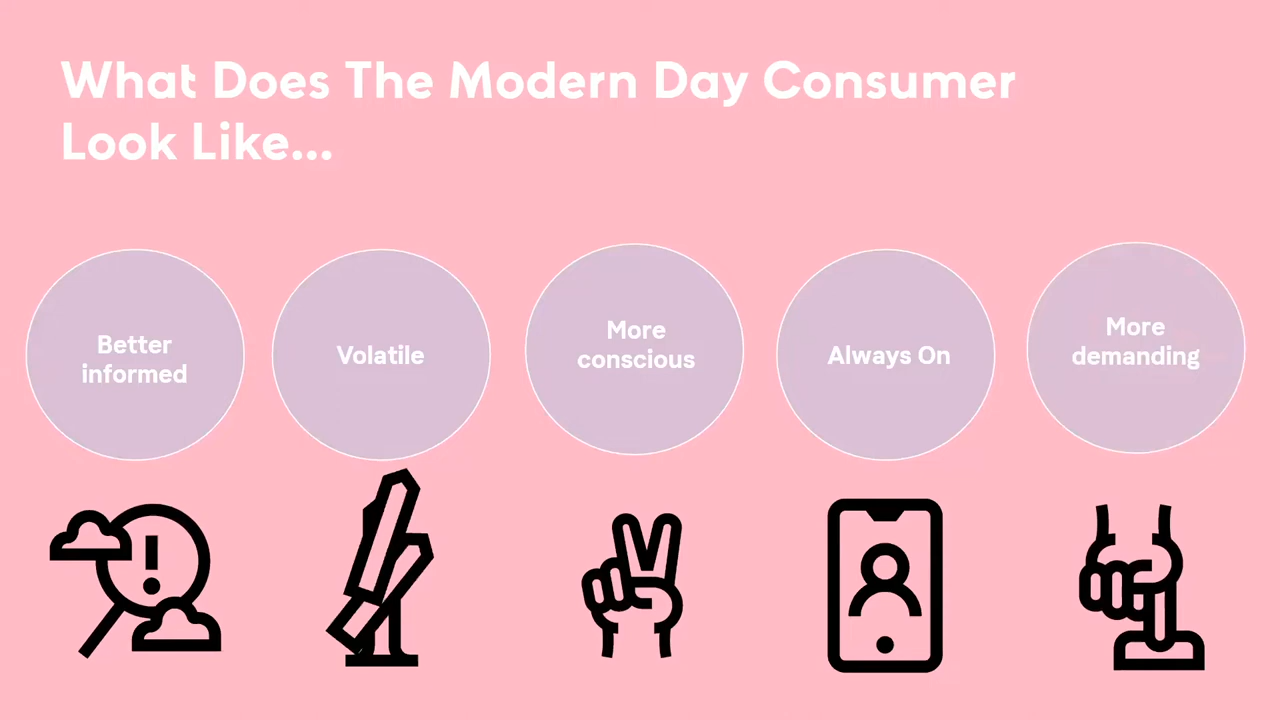 What Does The Modern Day Consumer
Look Like...
Better
informed
Volatile
More
conscious
Always On
More
demanding